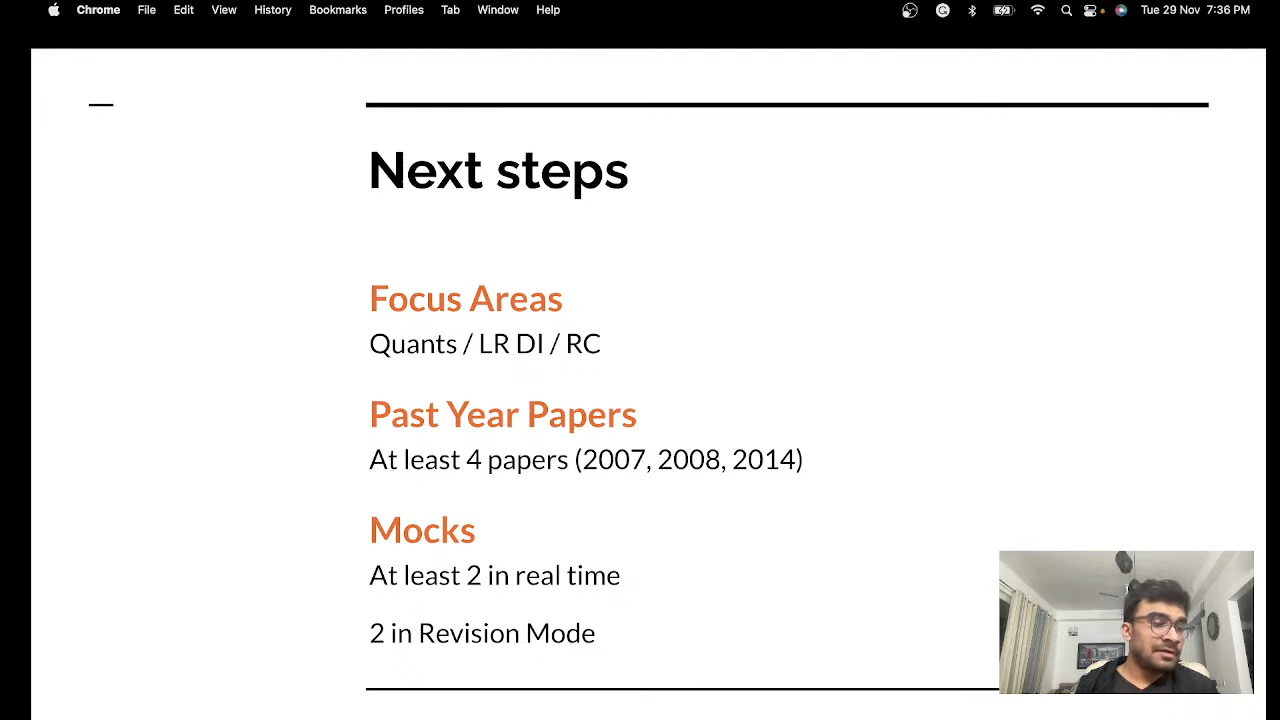 Chrome File Edit View History Bookmarks Profiles Tab Window Help Tue 29 Nov 7:36 PM
Next steps
Focus Areas
Quants / LR DI / RC
Past Year Papers
At least 4 papers (2007, 2008, 2014)
Mocks
At least 2 in real time
2 in Revision Mode